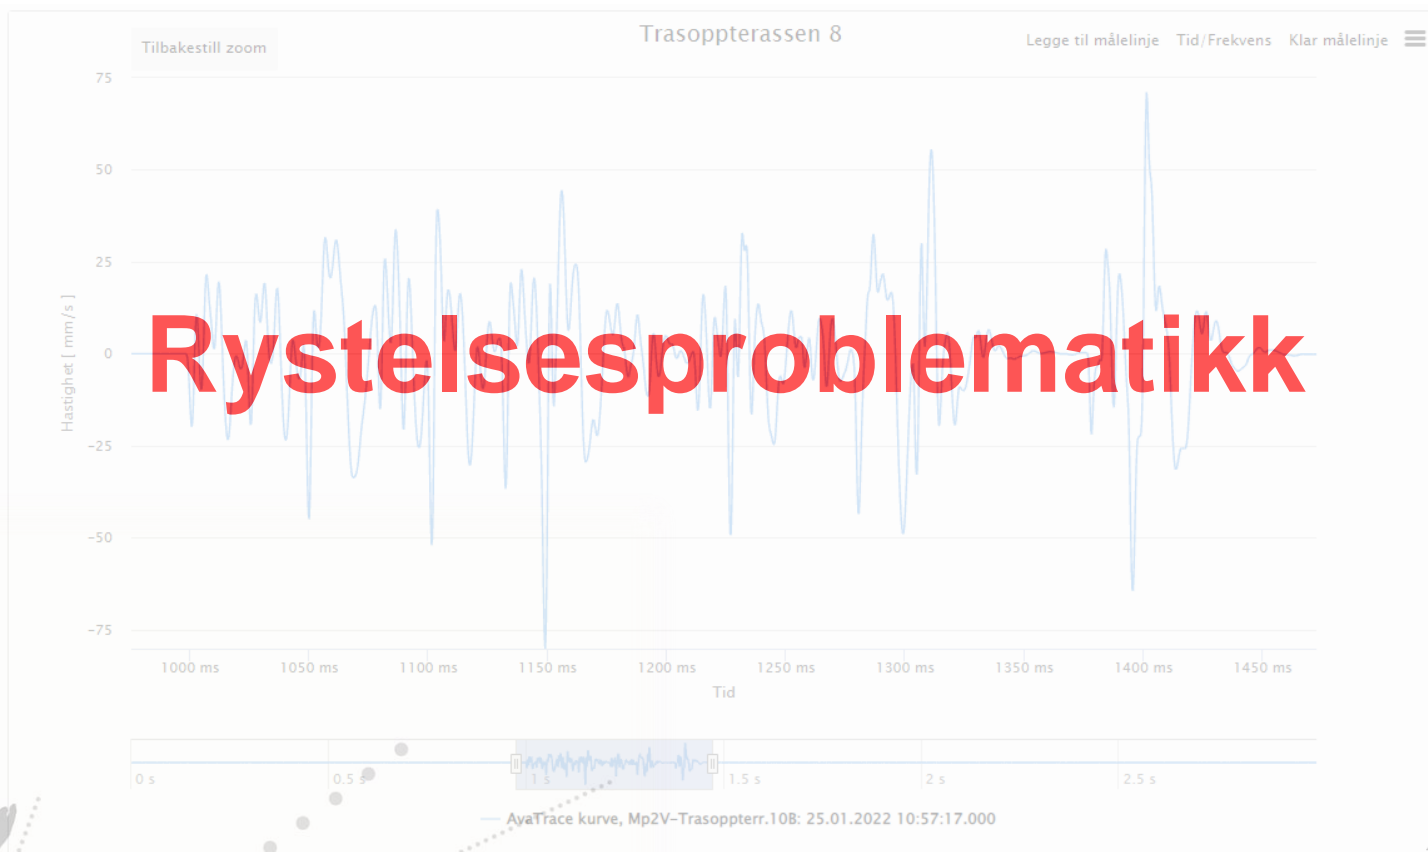 Trasoppterassen 8
Tilbakestill zoom
Legge til målelinje Tid/Frekvens Klar målelinje
75
50
25
0
−25
−50
−75
Hastighet [ mm/s ]
Rystelsesproblematikk
1000 ms 1050 ms 1100 ms 1150 ms 1200 ms 1250 ms 1300 ms 1350 ms 1400 ms 1450 ms
Tid
0 s 0.5 s 1 s 1.5 s 2 s 2.5 s
AvaTrace kurve, Mp2V-Trasoppterr.10B: 25.01.2022 10:57:17.000